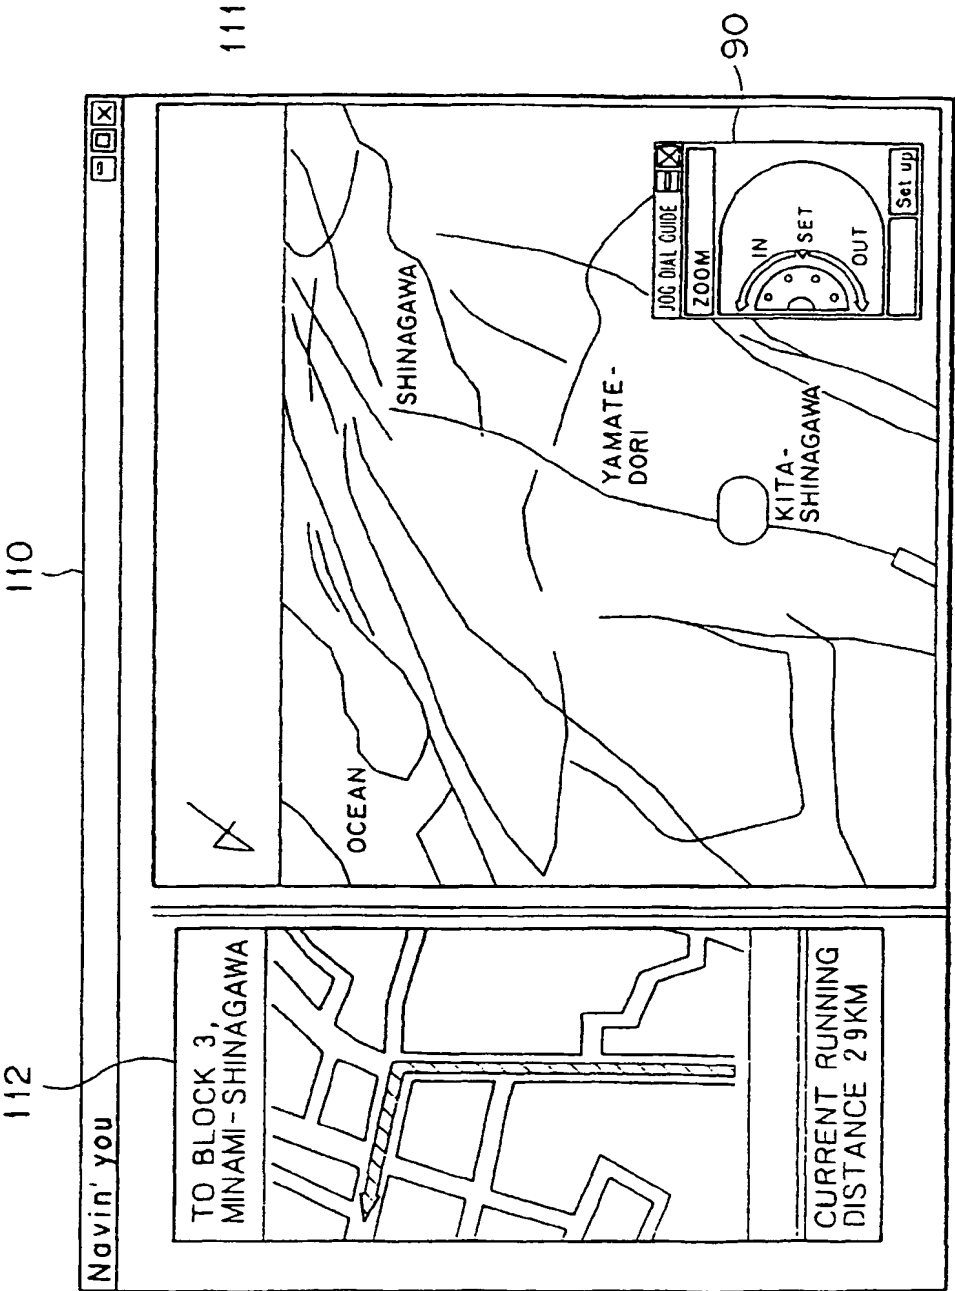 110
111
112
Navin' you
TO BLOCK 3,
MINAMI-SHINAGAWA
CURRENT RUNNING
DISTANCE 29KM
OCEAN
SHINAGAWA
YAMATE-
DORI
KITA-
SHINAGAWA
JOG DIAL GUIDE
ZOOM
IN
SET
OUT
Set up
90